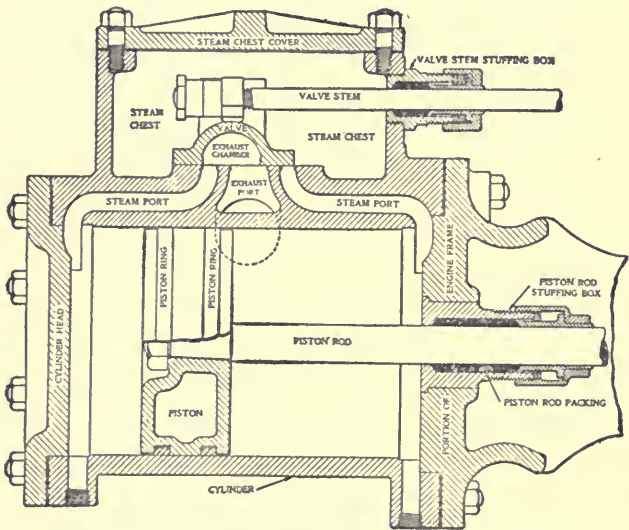 STEAM CHEST COVER
VALVE STEM STUFFING BOX
VALVE STEM
STEAM
CHEST
STEAM CHEST
VALVE
EXHAUST
CHAMBER
EXHAUST
PORT
STEAM PORT
STEAM PORT
PISTON RING
PISTON RING
ENGINE FRAME
PISTON ROD
STUFFING BOX
CYLINDER HEAD
PISTON ROD
PISTON
PISTON ROD PACKING
PORTION OF
CYLINDER